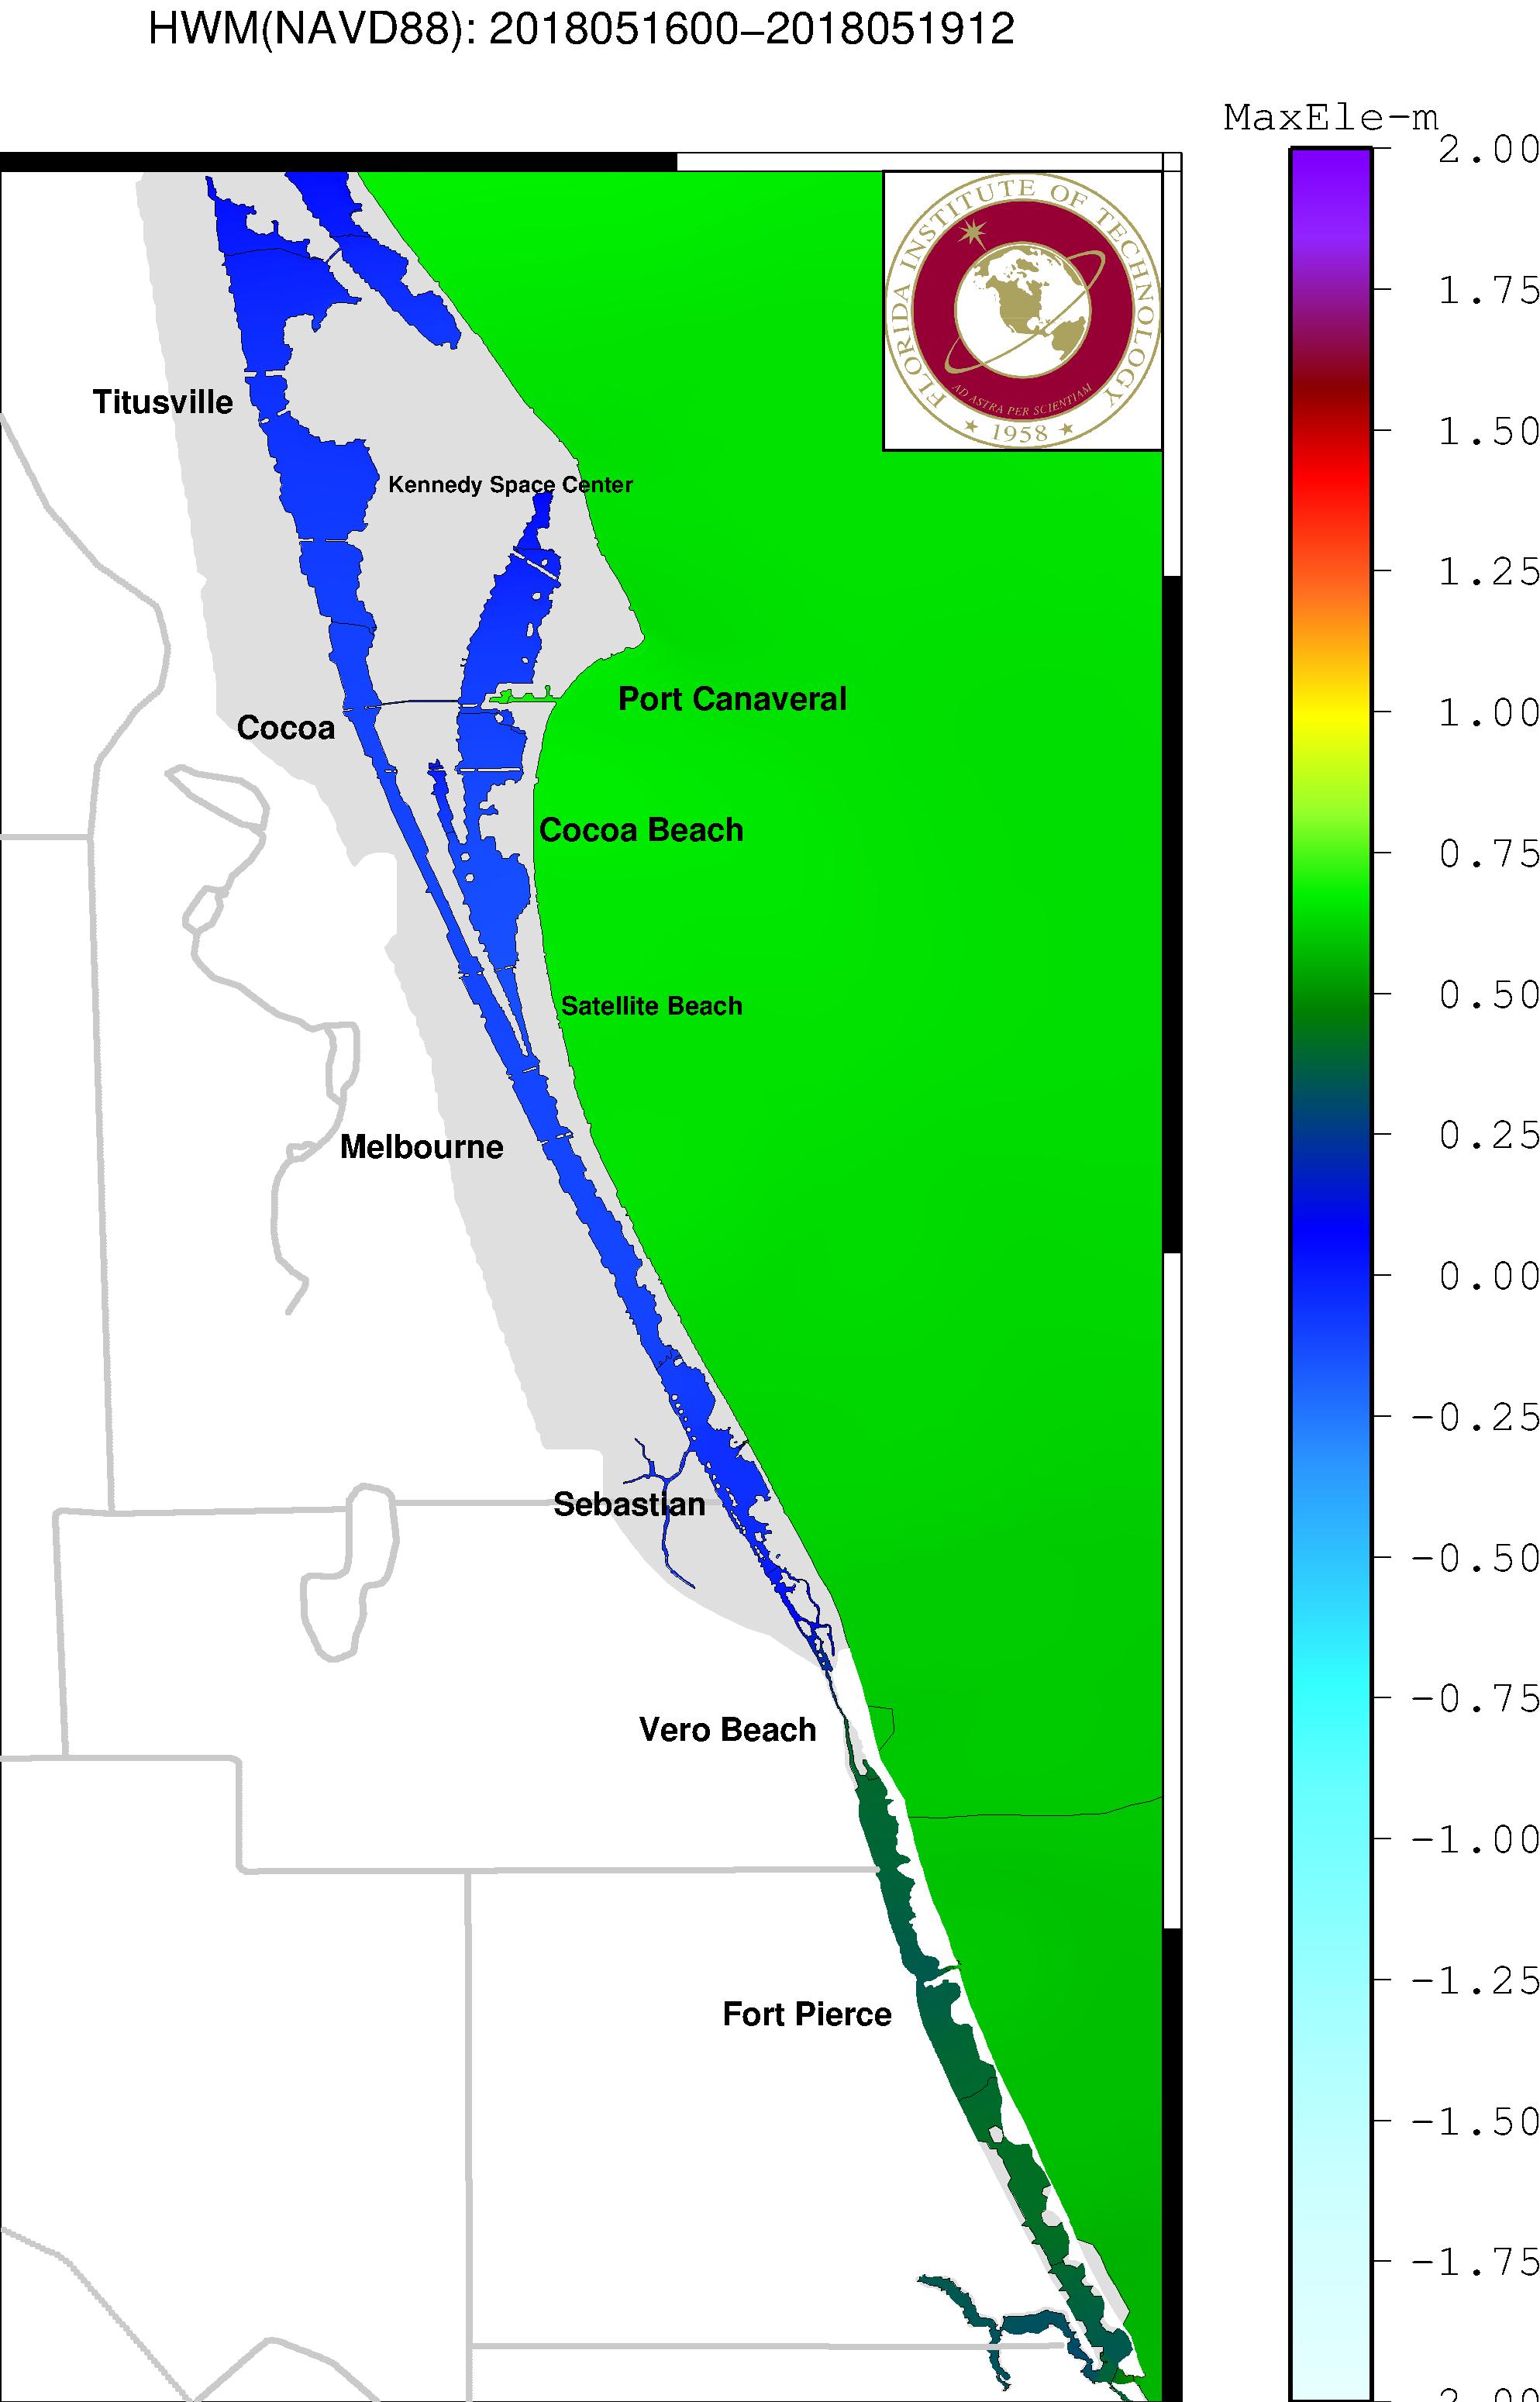 HWM(NAVD88): 2018051600−2018051912
MaxEle-m
2.00
1.75
1.50
1.25
1.00
0.75
0.50
0.25
0.00
-0.25
-0.50
-0.75
-1.00
-1.25
-1.50
-1.75
FLORIDA INSTITUTE OF TECHNOLOGY
AD ASTRA PER SCIENTIAM
1958
Titusville
Kennedy Space Center
Port Canaveral
Cocoa
Cocoa Beach
Satellite Beach
Melbourne
Sebastian
Vero Beach
Fort Pierce